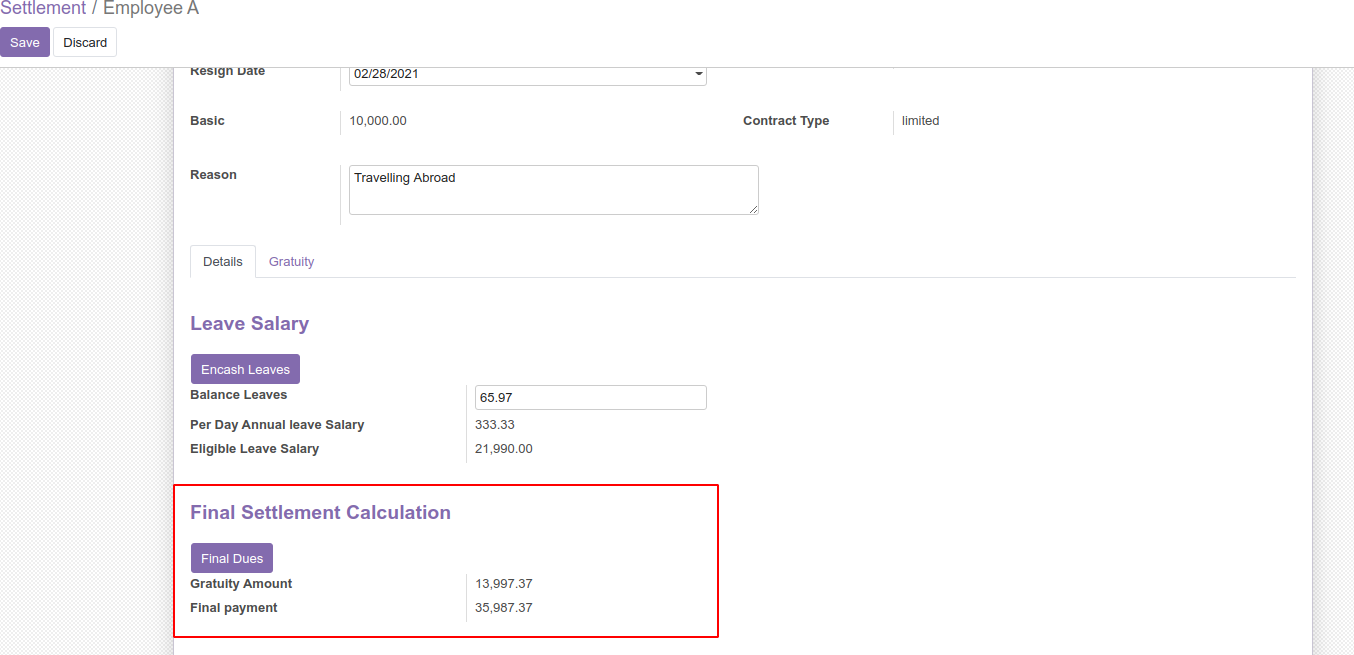 Settlement / Employee A
Save Discard
Resign Date 02/28/2021
Basic 10,000.00 Contract Type limited
Reason Travelling Abroad
Details Gratuity
Leave Salary
Encash Leaves
Balance Leaves 65.97
Per Day Annual leave Salary 333.33
Eligible Leave Salary 21,990.00
Final Settlement Calculation
Final Dues
Gratuity Amount 13,997.37
Final payment 35,987.37